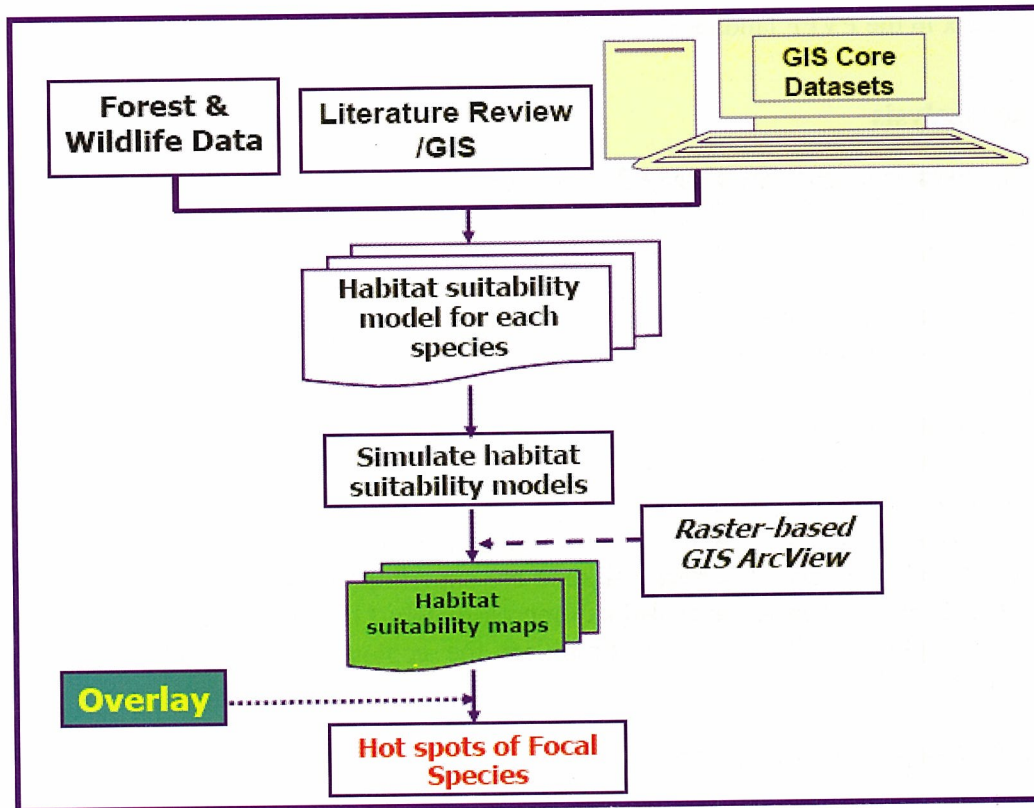 Forest &
Wildlife Data
Literature Review
/GIS
GIS Core
Datasets
Habitat suitability
model for each
species
Simulate habitat
suitability models
Raster-based
GIS ArcView
Habitat
suitability maps
Overlay
Hot spots of Focal
Species